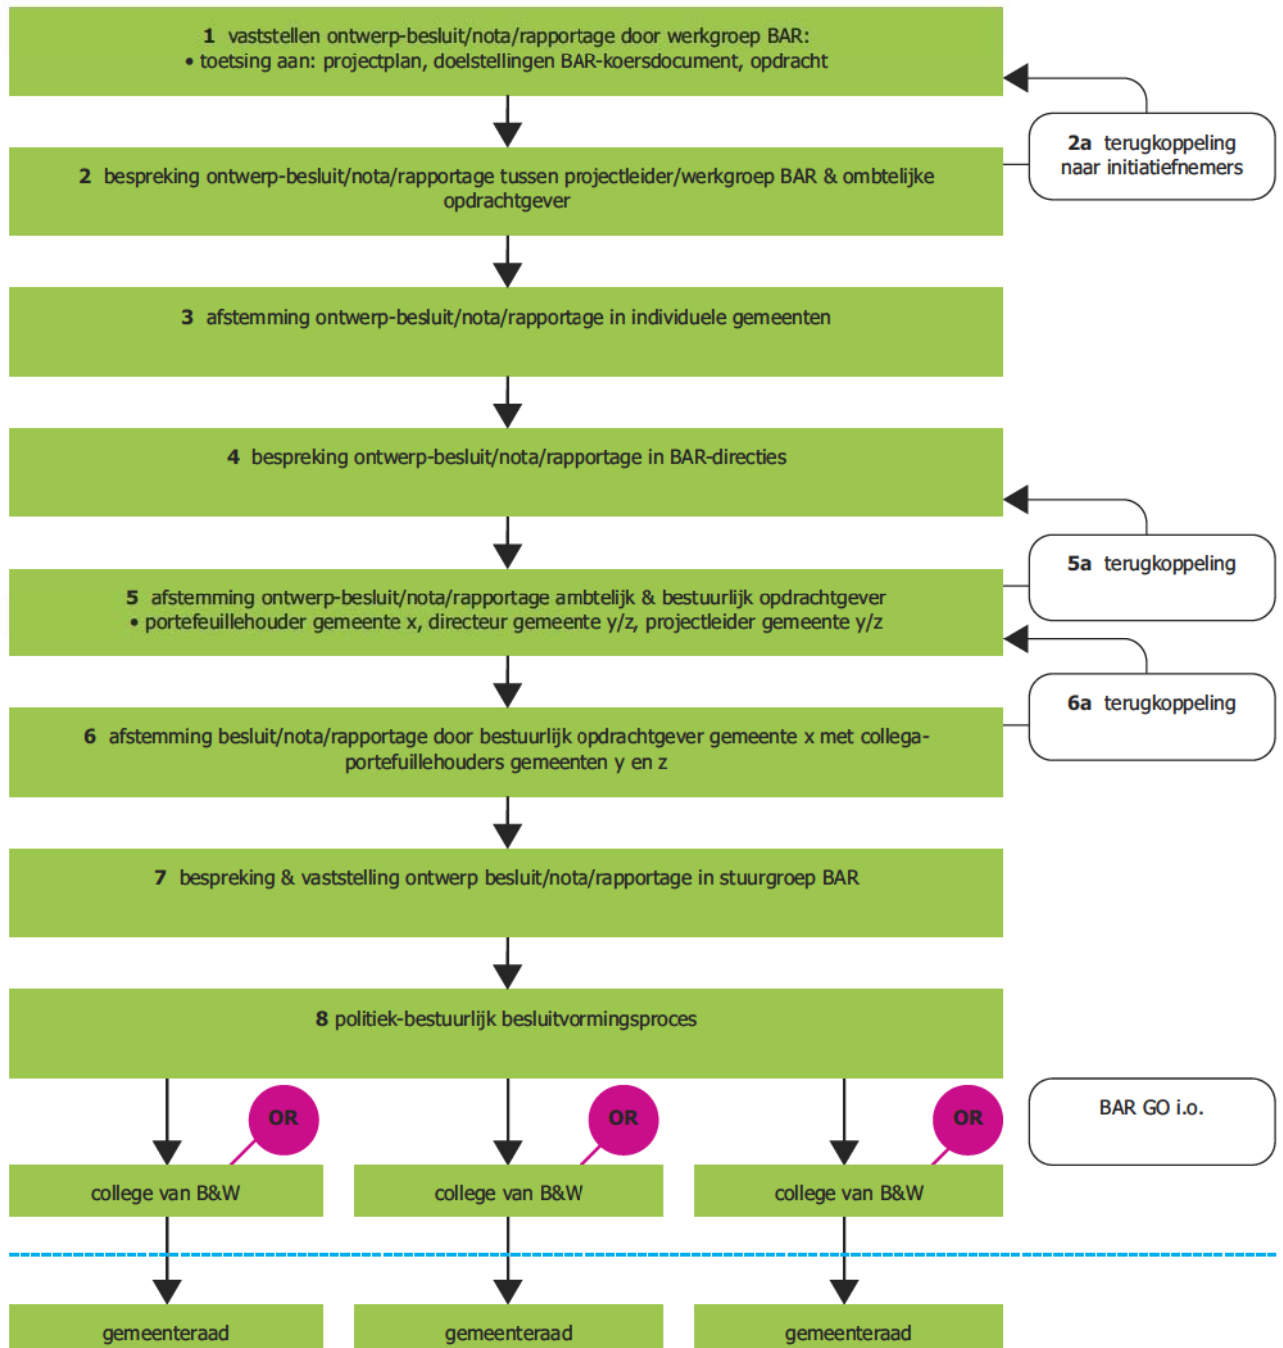 1 vaststellen ontwerp-besluit/nota/rapportage door werkgroep BAR:
• toetsing aan: projectplan, doelstellingen BAR-koersdocument, opdracht
2a terugkoppeling
naar initiatiefnemers
2 bespreking ontwerp-besluit/nota/rapportage tussen projectleider/werkgroep BAR & ombtelijke
opdrachtgever
3 afstemming ontwerp-besluit/nota/rapportage in individuele gemeenten
4 bespreking ontwerp-besluit/nota/rapportage in BAR-directies
5a terugkoppeling
5 afstemming ontwerp-besluit/nota/rapportage ambtelijk & bestuurlijk opdrachtgever
• portefeuillehouder gemeente x, directeur gemeente y/z, projectleider gemeente y/z
6a terugkoppeling
6 afstemming besluit/nota/rapportage door bestuurlijk opdrachtgever gemeente x met collega-
portefuillehouders gemeenten y en z
7 bespreking & vaststelling ontwerp besluit/nota/rapportage in stuurgroep BAR
8 politiek-bestuurlijk besluitvormingsproces
OR
OR
OR
BAR GO i.o.
college van B&W
college van B&W
college van B&W
gemeenteraad
gemeenteraad
gemeenteraad